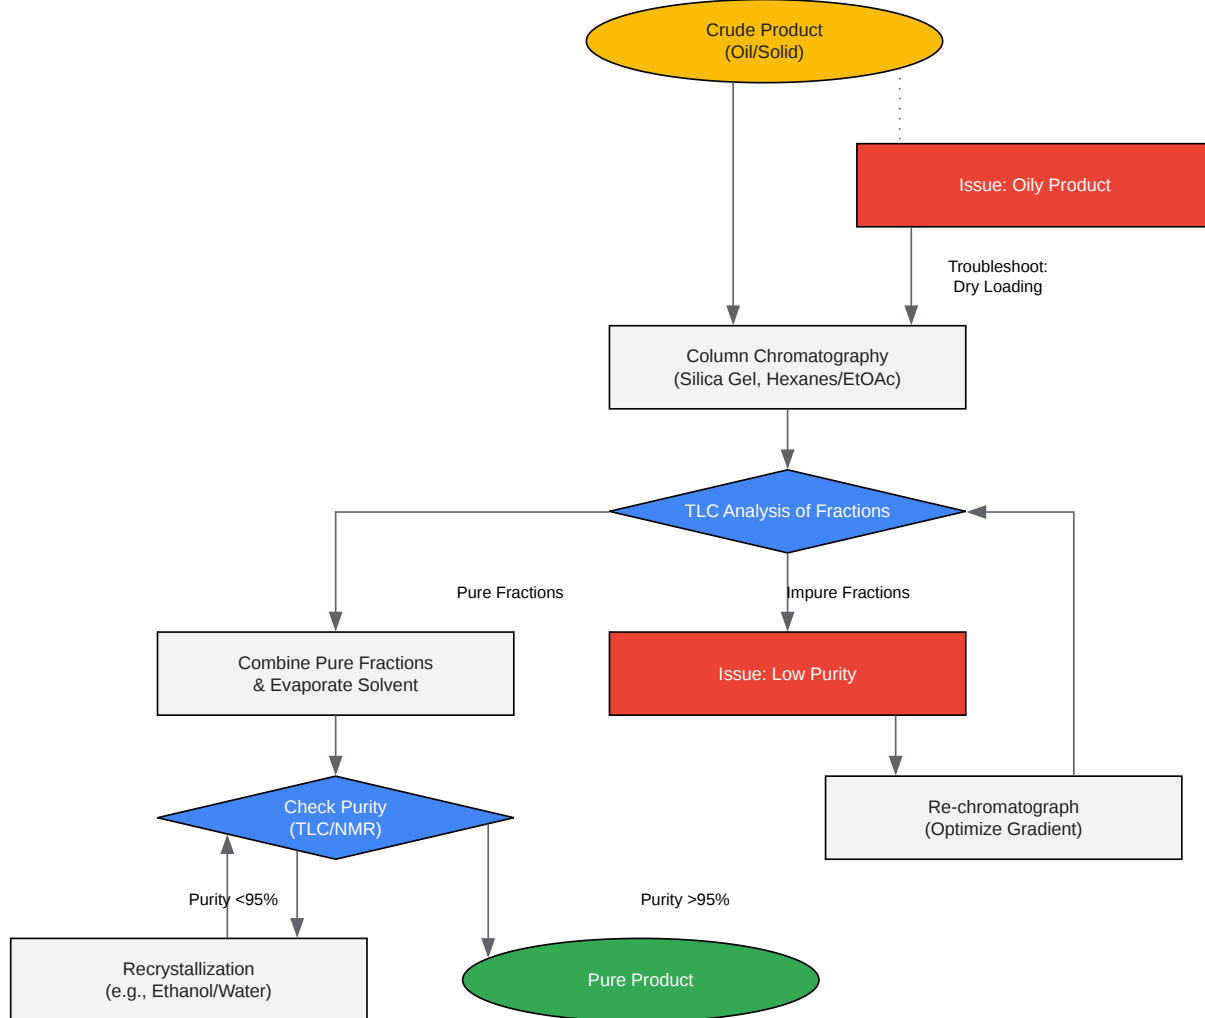 Crude Product
(Oil/Solid)
Issue: Oily Product
Troubleshoot:
Dry Loading
Column Chromatography
(Silica Gel, Hexanes/EtOAc)
TLC Analysis of Fractions
Pure Fractions
Impure Fractions
Combine Pure Fractions
& Evaporate Solvent
Issue: Low Purity
Check Purity
(TLC/NMR)
Re-chromatograph
(Optimize Gradient)
Purity <95%
Purity >95%
Recrystallization
(e.g., Ethanol/Water)
Pure Product